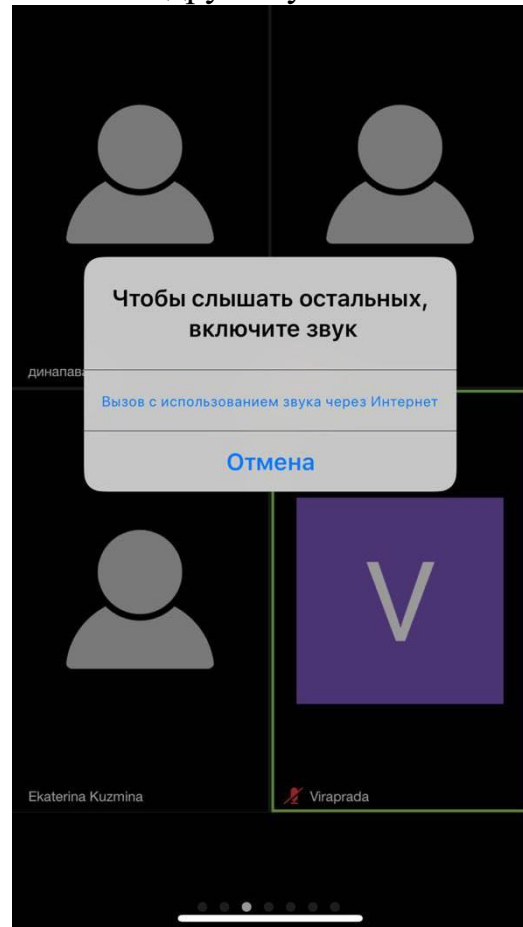 Чтобы слышать остальных,
включите звук
динапав
Вызов с использованием звука через Интернет
Отмена
V
Ekaterina Kuzmina
Viraprada